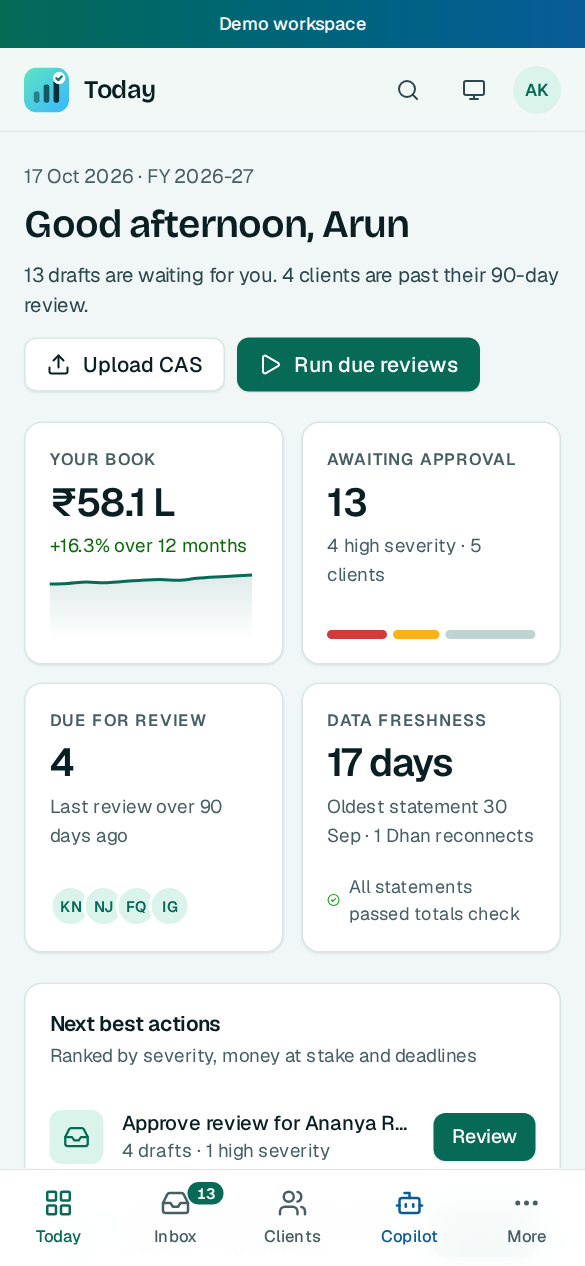 Demo workspace
Today
AK
17 Oct 2026 · FY 2026-27
Good afternoon, Arun
13 drafts are waiting for you. 4 clients are past their 90-day
review.
Upload CAS
Run due reviews
YOUR BOOK
₹58.1 L
+16.3% over 12 months
AWAITING APPROVAL
13
4 high severity · 5
clients
DUE FOR REVIEW
4
Last review over 90
days ago
KN NJ FQ IG
DATA FRESHNESS
17 days
Oldest statement 30
Sep · 1 Dhan reconnects
All statements
passed totals check
Next best actions
Ranked by severity, money at stake and deadlines
Approve review for Ananya R...
4 drafts · 1 high severity
Review
13
Today
Inbox
Clients
Copilot
More